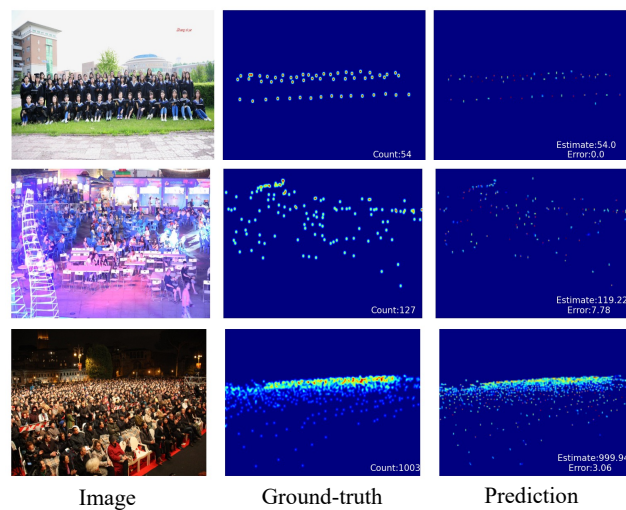 Count:54
Estimate:54.0
Error:0.0
Count:127
Estimate:119.22
Error:7.78
Count:1003
Estimate:999.94
Error:3.06
Image
Ground-truth
Prediction